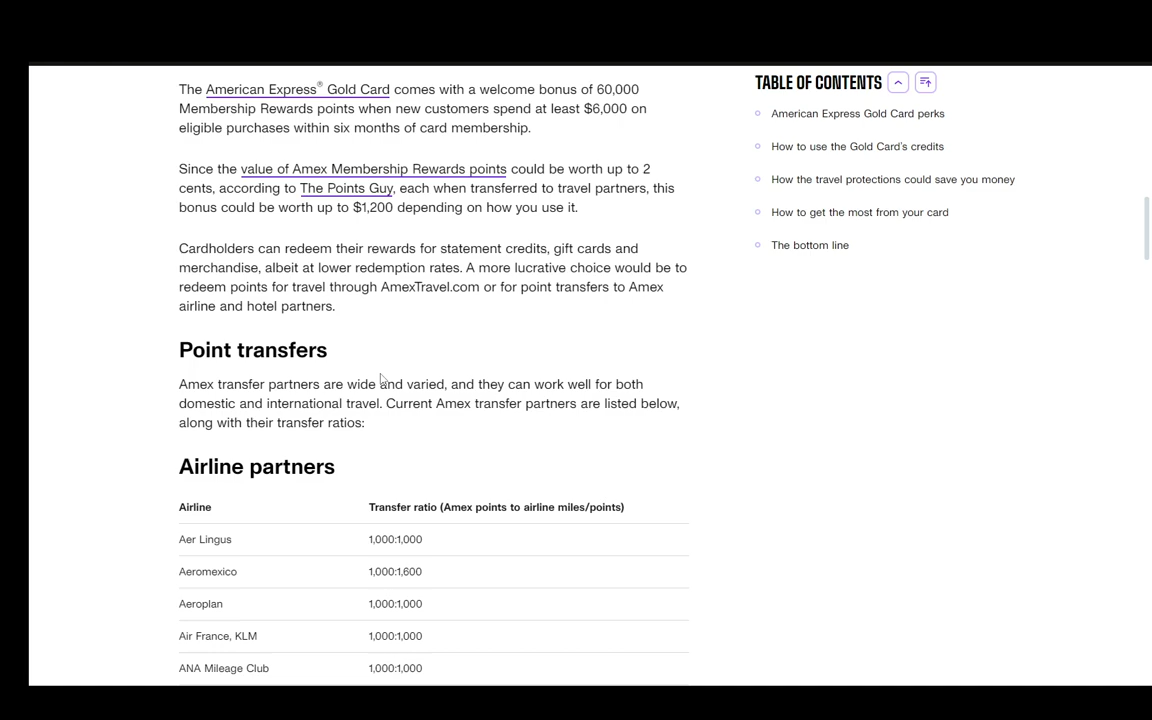 The American Express® Gold Card comes with a welcome bonus of 60,000
Membership Rewards points when new customers spend at least $6,000 on
eligible purchases within six months of card membership.
Since the value of Amex Membership Rewards points could be worth up to 2
cents, according to The Points Guy, each when transferred to travel partners, this
bonus could be worth up to $1,200 depending on how you use it.
Cardholders can redeem their rewards for statement credits, gift cards and
merchandise, albeit at lower redemption rates. A more lucrative choice would be to
redeem points for travel through AmexTravel.com or for point transfers to Amex
airline and hotel partners.
Point transfers
Amex transfer partners are wide and varied, and they can work well for both
domestic and international travel. Current Amex transfer partners are listed below,
along with their transfer ratios:
Airline partners
Airline Transfer ratio (Amex points to airline miles/points)
Aer Lingus 1,000:1,000
Aeromexico 1,000:1,600
Aeroplan 1,000:1,000
Air France, KLM 1,000:1,000
ANA Mileage Club 1,000:1,000
TABLE OF CONTENTS
American Express Gold Card perks
How to use the Gold Card's credits
How the travel protections could save you money
How to get the most from your card
The bottom line